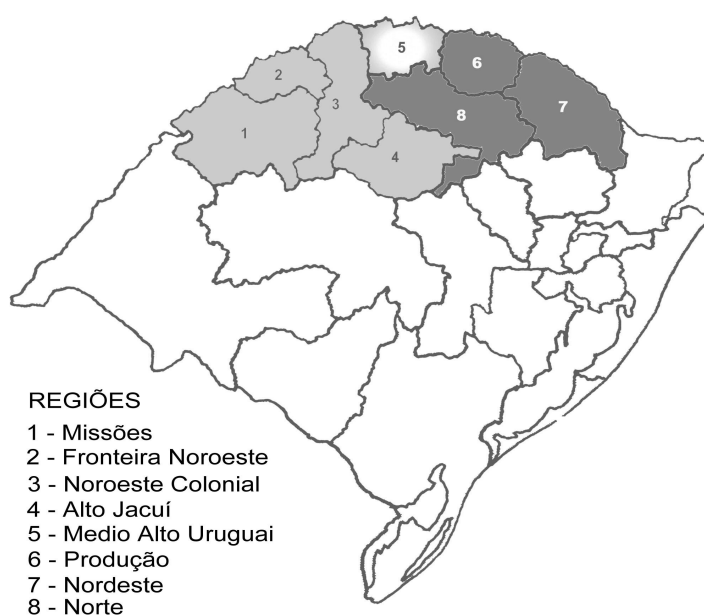 5
6
2
7
3
8
1
4
REGIÕES
1 - Missões
2 - Fronteira Noroeste
3 - Noroeste Colonial
4 - Alto Jacuí
5 - Medio Alto Uruguai
6 - Produção
7 - Nordeste
8 - Norte